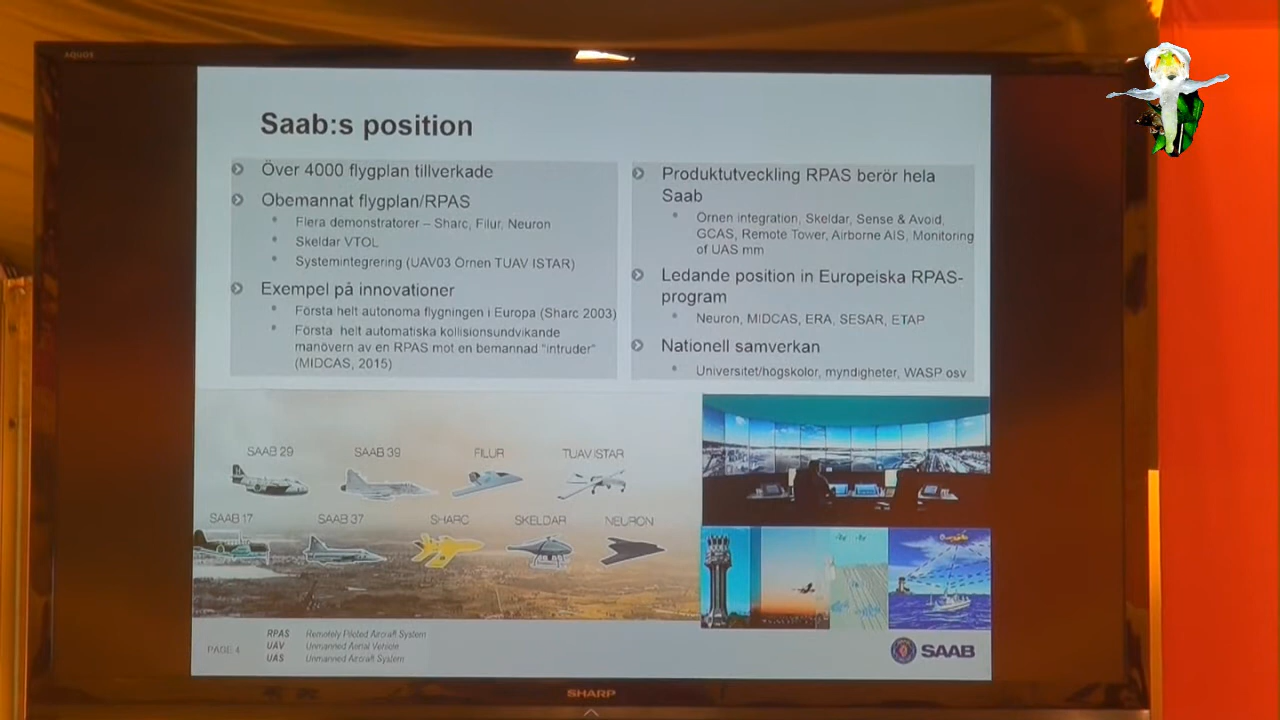 AQUOS
Saab:s position
Över 4000 flygplan tillverkade
Obemannat flygplan/RPAS
Flera demonstratorer – Sharc, Filur, Neuron
Skeldar VTOL
Systemintegrering (UAV03 Örnen TUAV ISTAR)
Exempel på innovationer
Första helt autonoma flygningen i Europa (Sharc 2003)
Första helt automatiska kollisionsundvikande
manövern av en RPAS mot en bemannad "intruder"
(MIDCAS, 2015)
Produktutveckling RPAS berör hela
Saab
Örnen integration, Skeldar, Sense & Avoid,
GCAS, Remote Tower, Airborne AIS, Monitoring
of UAS mm
Ledande position in Europeiska RPAS-
program
Neuron, MIDCAS, ERA, SESAR, ETAP
Nationell samverkan
Universitet/högskolor, myndigheter, WASP osv
SAAB 29
SAAB 39
FILUR
TUAV ISTAR
SAAB 17
SAAB 37
SHARC
SKELDAR
NEURON
PAGE 4
RPAS Remotely Piloted Aircraft System
UAV Unmanned Aerial Vehicle
UAS Unmanned Aircraft System
SAAB
SHARP